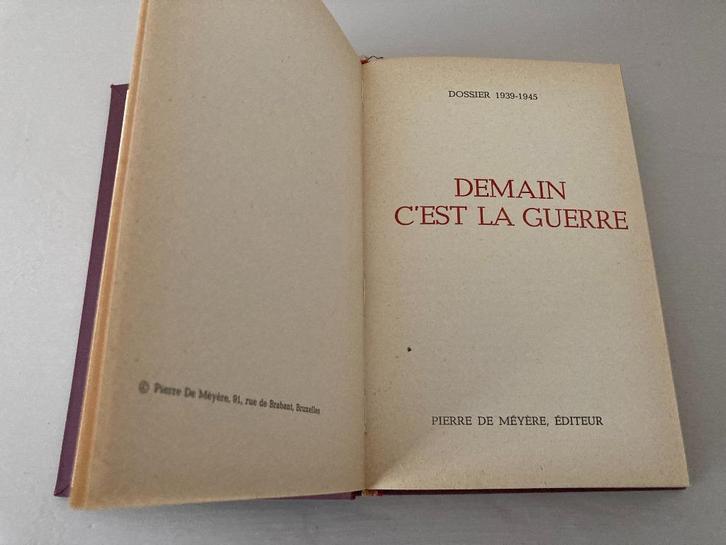 © Pierre De Méyère, 91, rue de Brabant, Bruxelles
DOSSIER 1939-1945
DEMAIN
C'EST LA GUERRE
PIERRE DE MÉYÈRE, ÉDITEUR